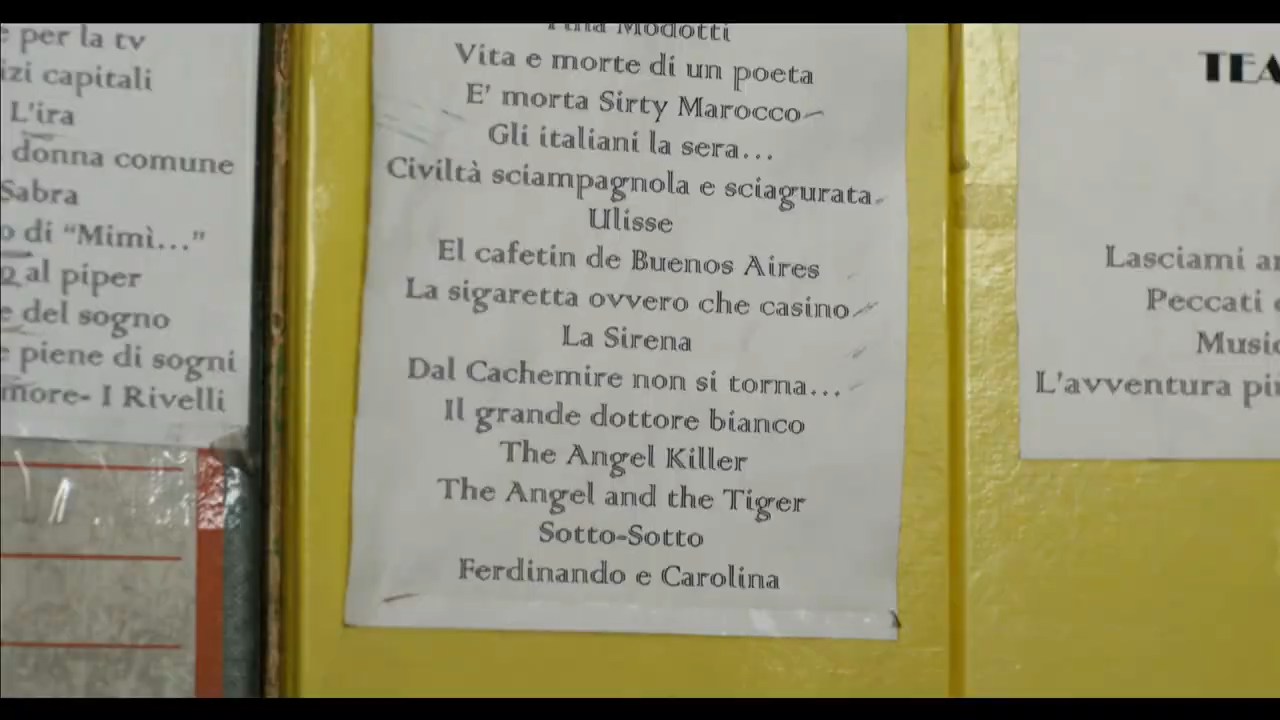 e per la tv
izi capitali
L'ira
donna comune
Sabra
o di “Mimì...”
o al piper
e del sogno
e piene di sogni
more- I Rivelli
Tina Modotti
Vita e morte di un poeta
E' morta Sirty Marocco
Gli italiani la sera...
Civiltà sciampagnola e sciagurata
Ulisse
El cafetin de Buenos Aires
La sigaretta ovvero che casino
La Sirena
Dal Cachemire non si torna...
Il grande dottore bianco
The Angel Killer
The Angel and the Tiger
Sotto-Sotto
Ferdinando e Carolina
TEA
Lasciami an
Peccati
Music
L'avventura più